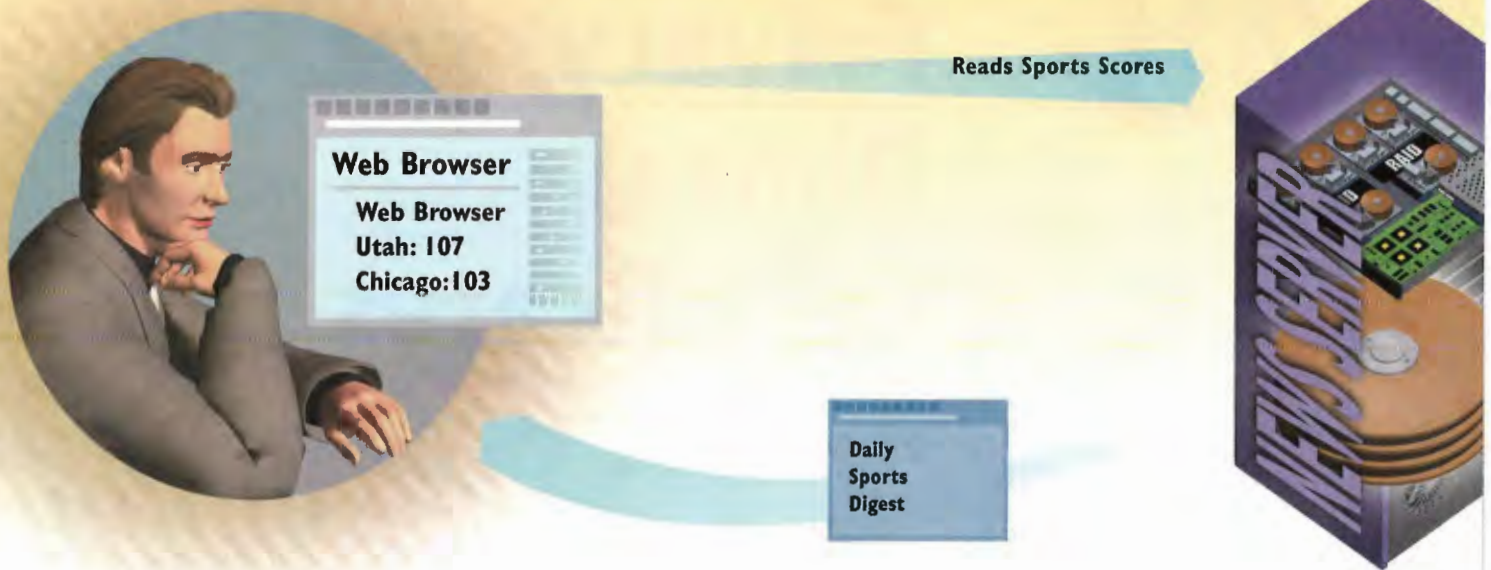 Reads Sports Scores
Web Browser
Web Browser
Utah: 107
Chicago:103
Daily
Sports
Digest
NEWS SERVER
RAID